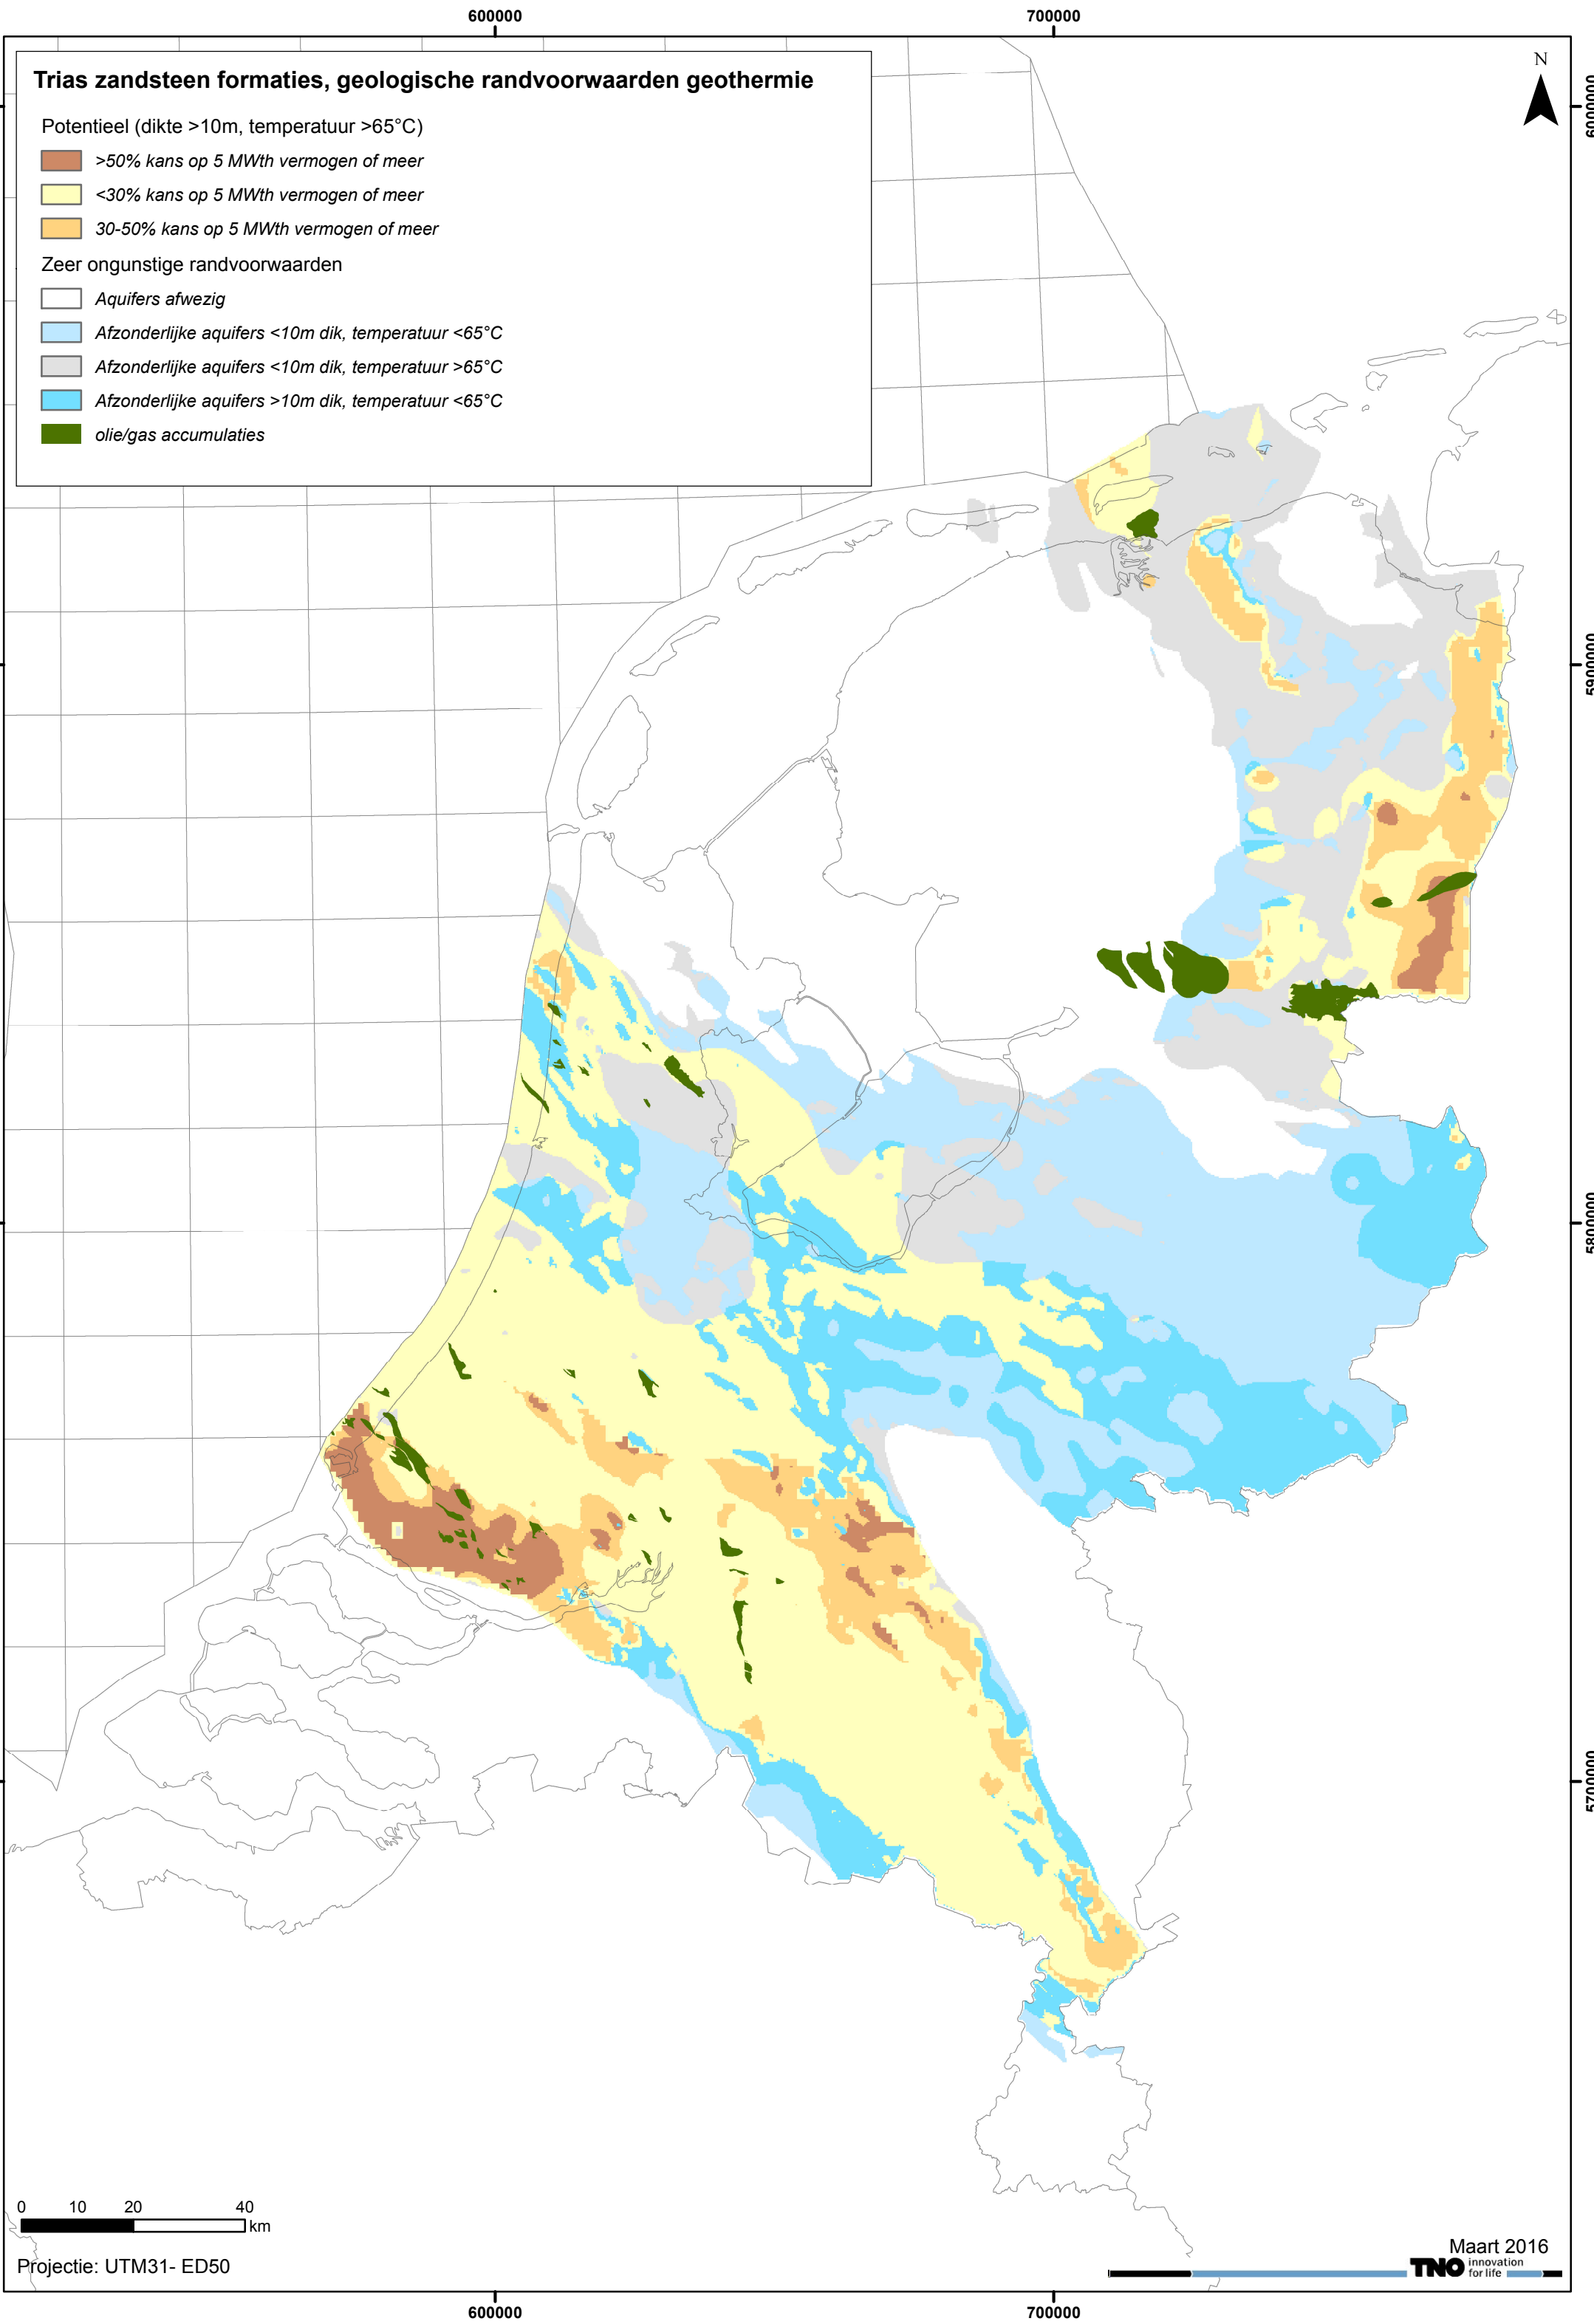 600000 700000
Trias zandsteen formaties, geologische randvoorwaarden geothermie
Potentieel (dikte >10m, temperatuur >65°C)
>50% kans op 5 MWth vermogen of meer
<30% kans op 5 MWth vermogen of meer
30-50% kans op 5 MWth vermogen of meer
Zeer ongunstige randvoorwaarden
Aquifers afwezig
Afzonderlijke aquifers <10m dik, temperatuur <65°C
Afzonderlijke aquifers <10m dik, temperatuur >65°C
Afzonderlijke aquifers >10m dik, temperatuur <65°C
olie/gas accumulaties
N
6000000
5900000
5800000
5700000
0 10 20 40
km
Projectie: UTM31- ED50
Maart 2016
TNO innovation
for life
600000 700000